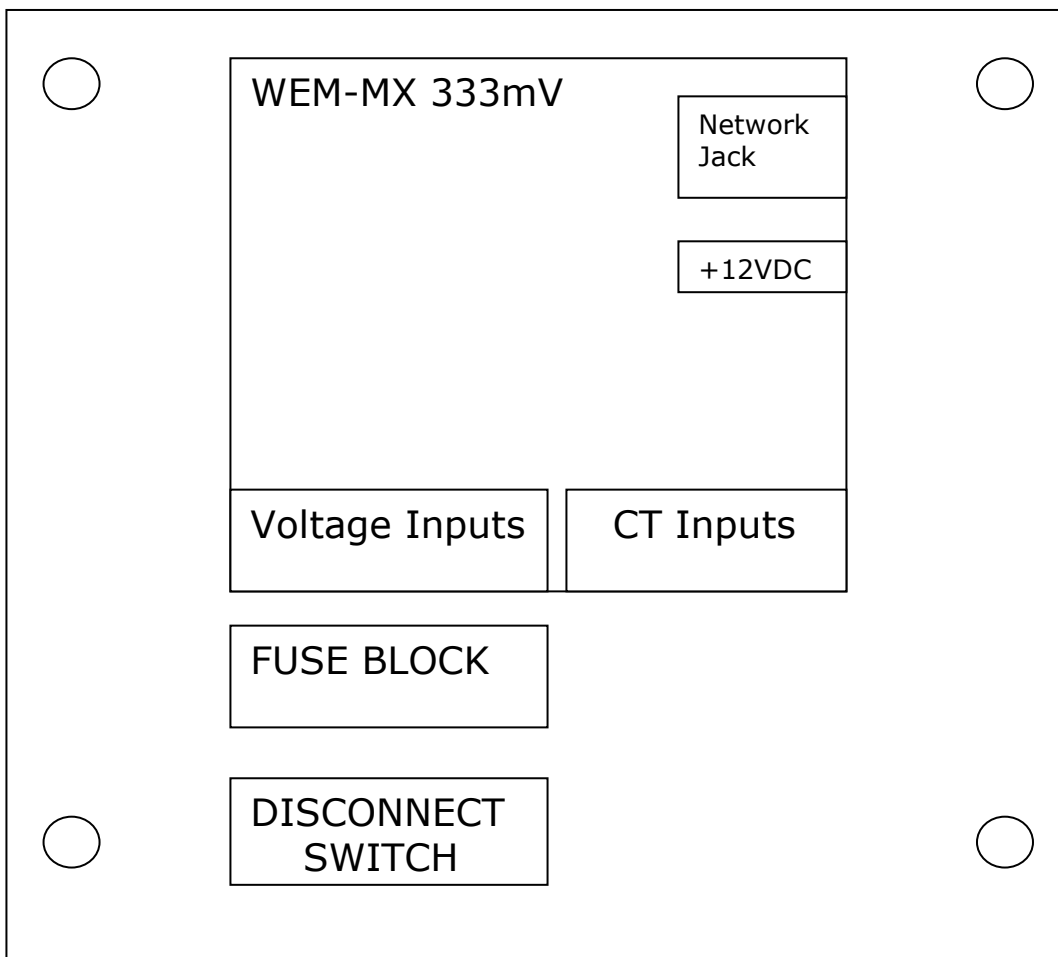 WEM-MX 333mV
Network
Jack
+12VDC
Voltage Inputs
CT Inputs
FUSE BLOCK
DISCONNECT
SWITCH